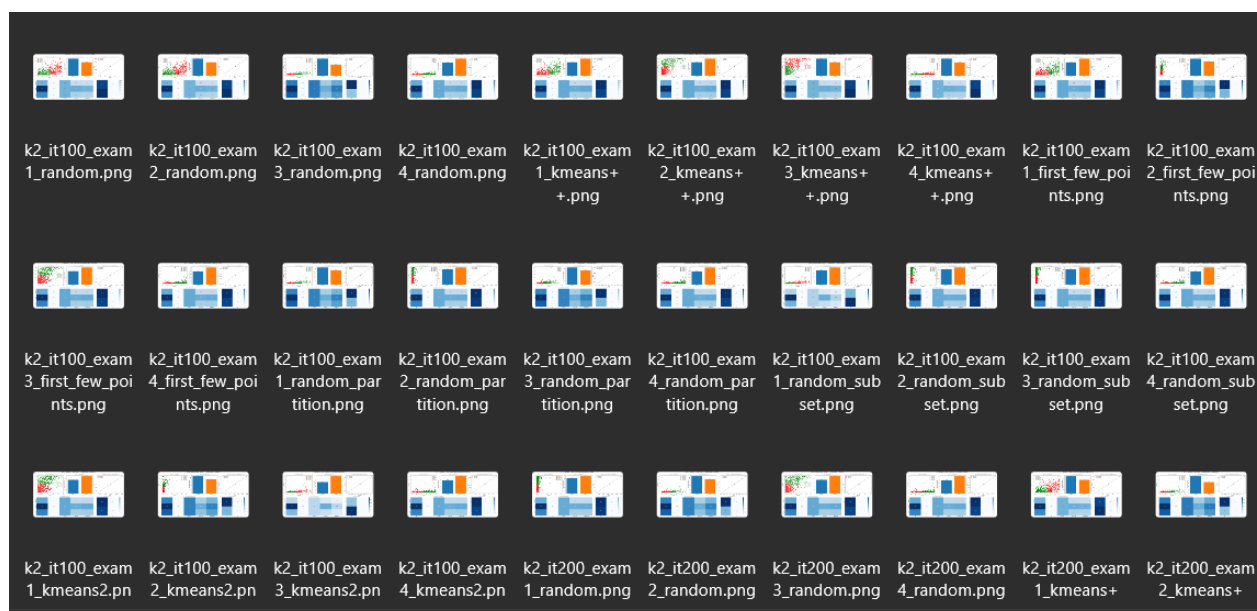 k2_it100_exam k2_it100_exam k2_it100_exam k2_it100_exam k2_it100_exam k2_it100_exam k2_it100_exam k2_it100_exam k2_it100_exam k2_it100_exam
1_random.png 2_random.png 3_random.png 4_random.png 1_kmeans+ 2_kmeans+ 3_kmeans+ 4_kmeans+ 1_first_few_poi 2_first_few_poi
+.png +.png +.png +.png nts.png nts.png
k2_it100_exam k2_it100_exam k2_it100_exam k2_it100_exam k2_it100_exam k2_it100_exam k2_it100_exam k2_it100_exam k2_it100_exam k2_it100_exam
3_first_few_poi 4_first_few_poi 1_random_par 2_random_par 3_random_par 4_random_par 1_random_sub 2_random_sub 3_random_sub 4_random_sub
nts.png nts.png tition.png tition.png tition.png tition.png set.png set.png set.png set.png
k2_it100_exam k2_it100_exam k2_it100_exam k2_it100_exam k2_it200_exam k2_it200_exam k2_it200_exam k2_it200_exam k2_it200_exam k2_it200_exam
1_kmeans2.pn 2_kmeans2.pn 3_kmeans2.pn 4_kmeans2.pn 1_random.png 2_random.png 3_random.png 4_random.png 1_kmeans+ 2_kmeans+